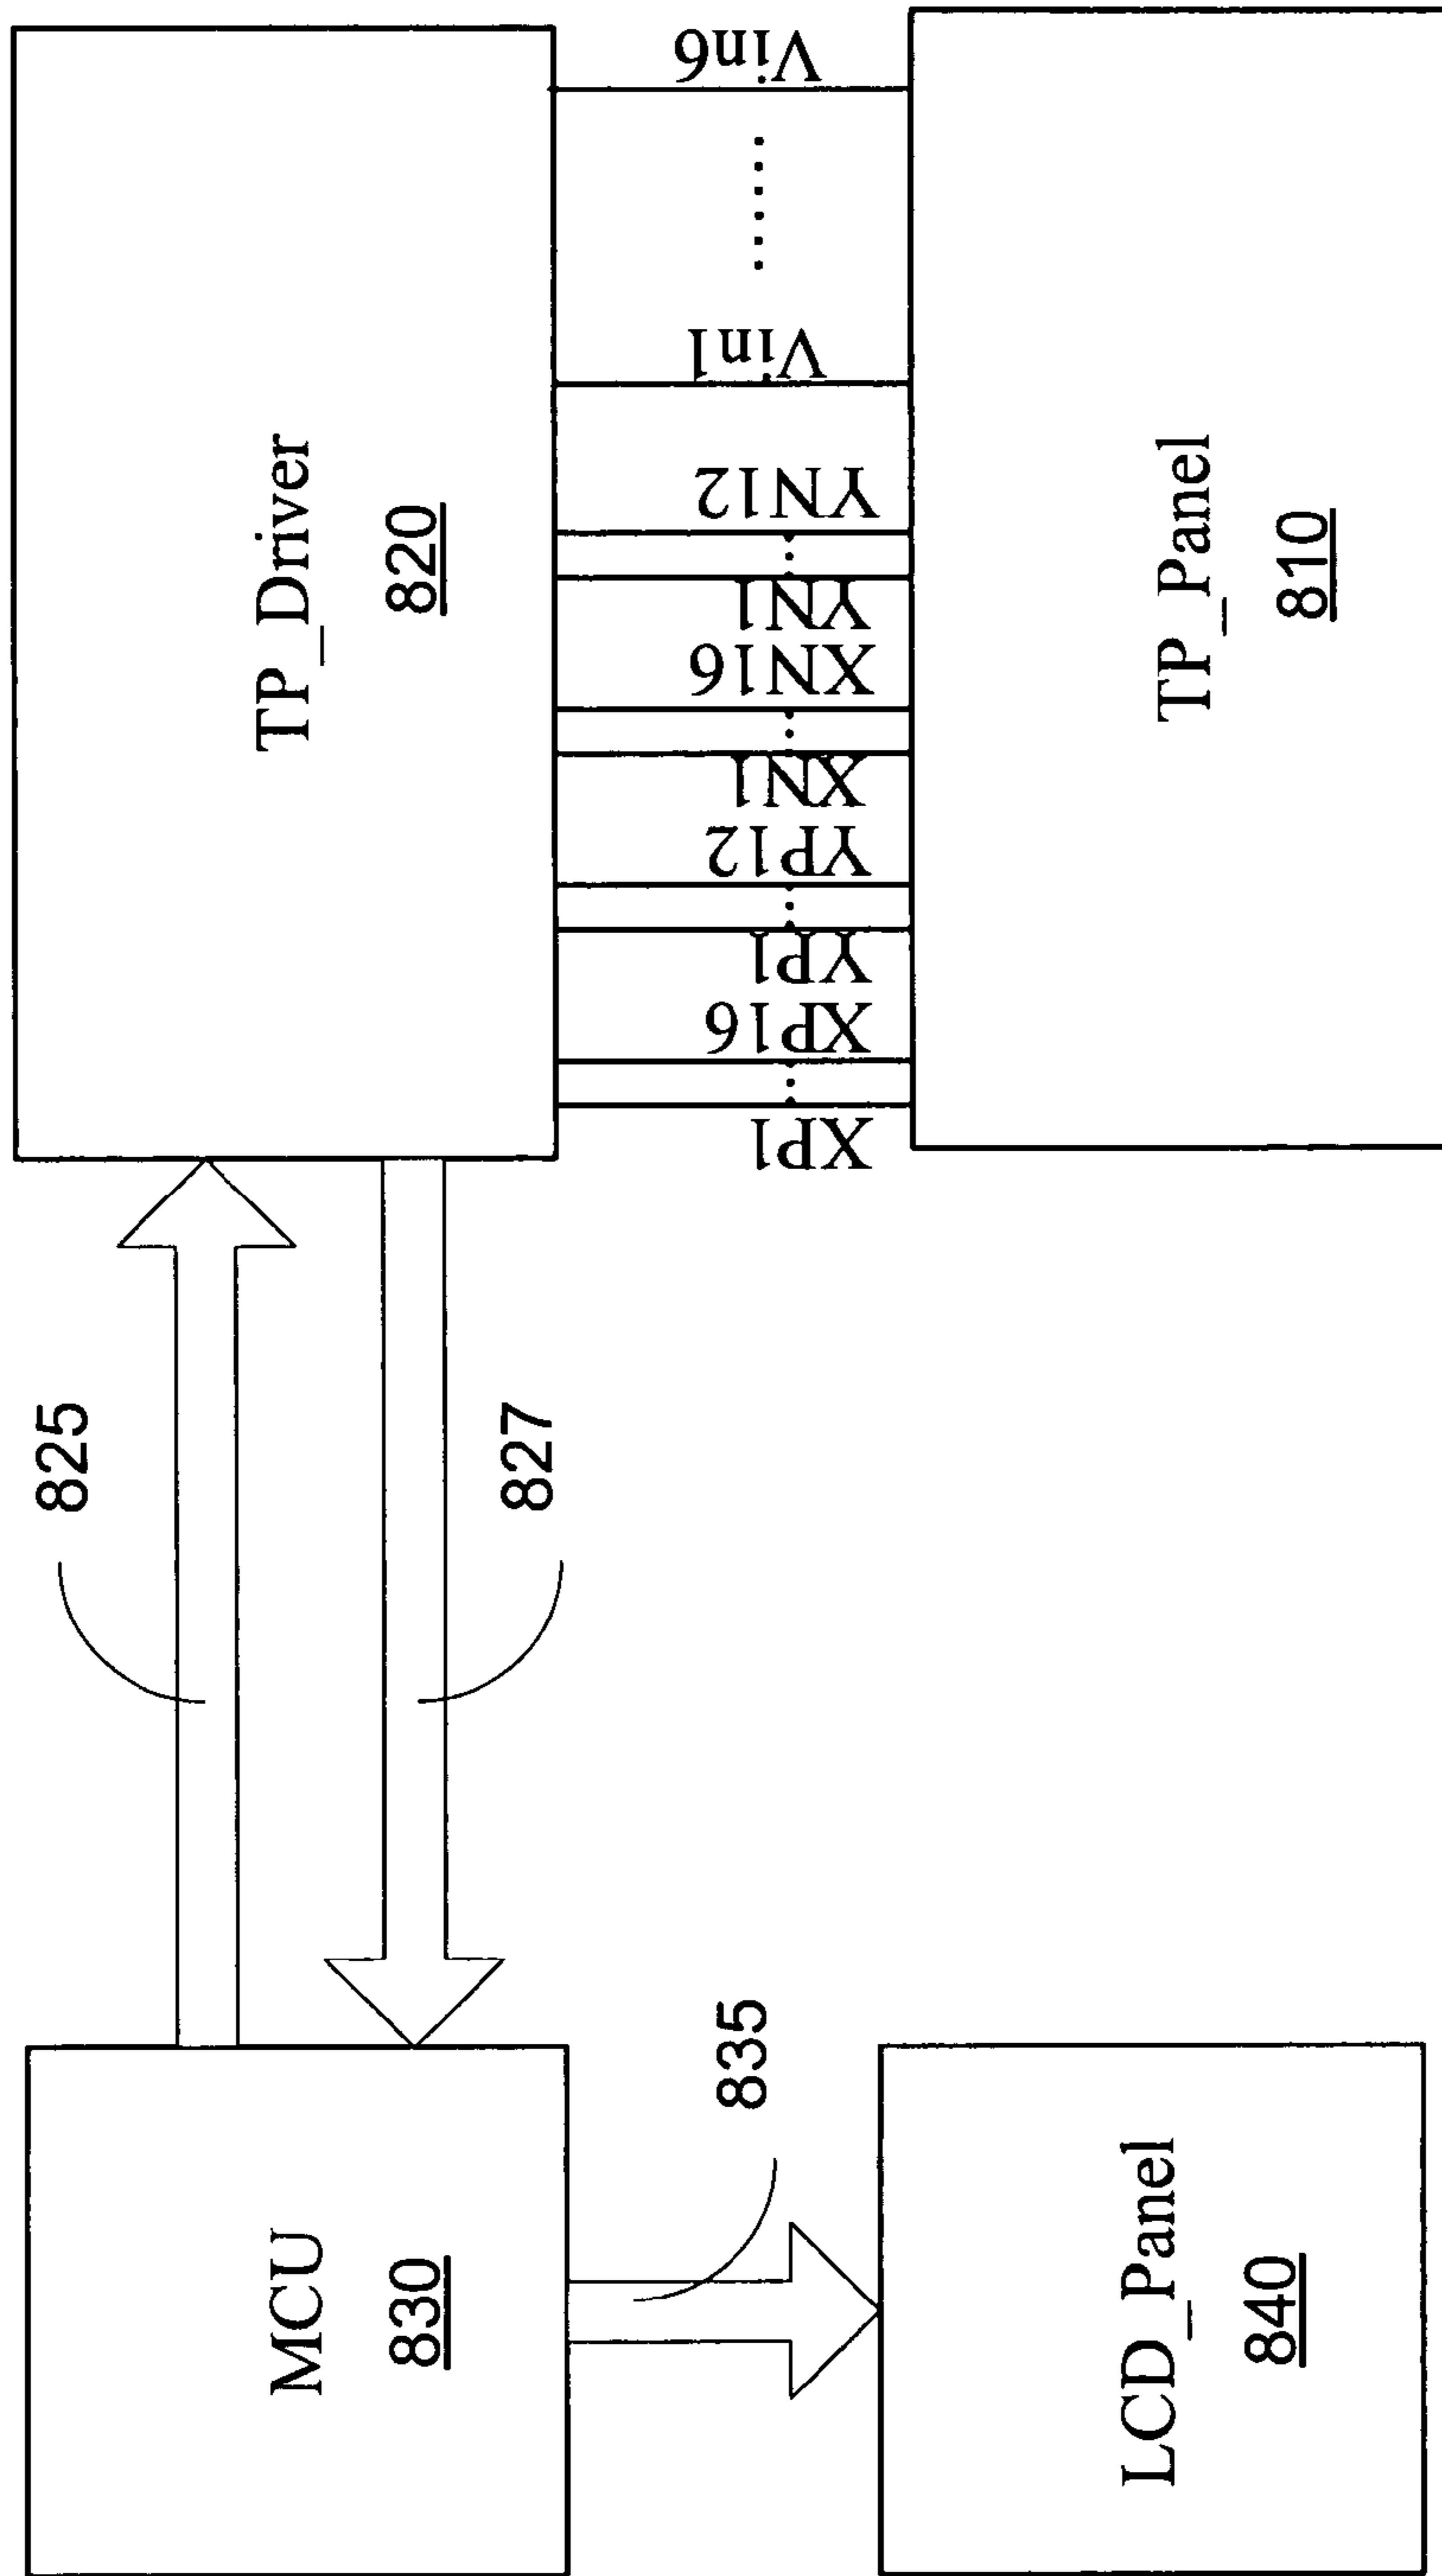 MCU
830
825
827
TP_Driver
820
835
XP1
......
XP16
YP1
......
YP12
XN1
......
XN16
YN1
......
YN12
Vin1
......
Vin6
LCD_Panel
840
TP_Panel
810